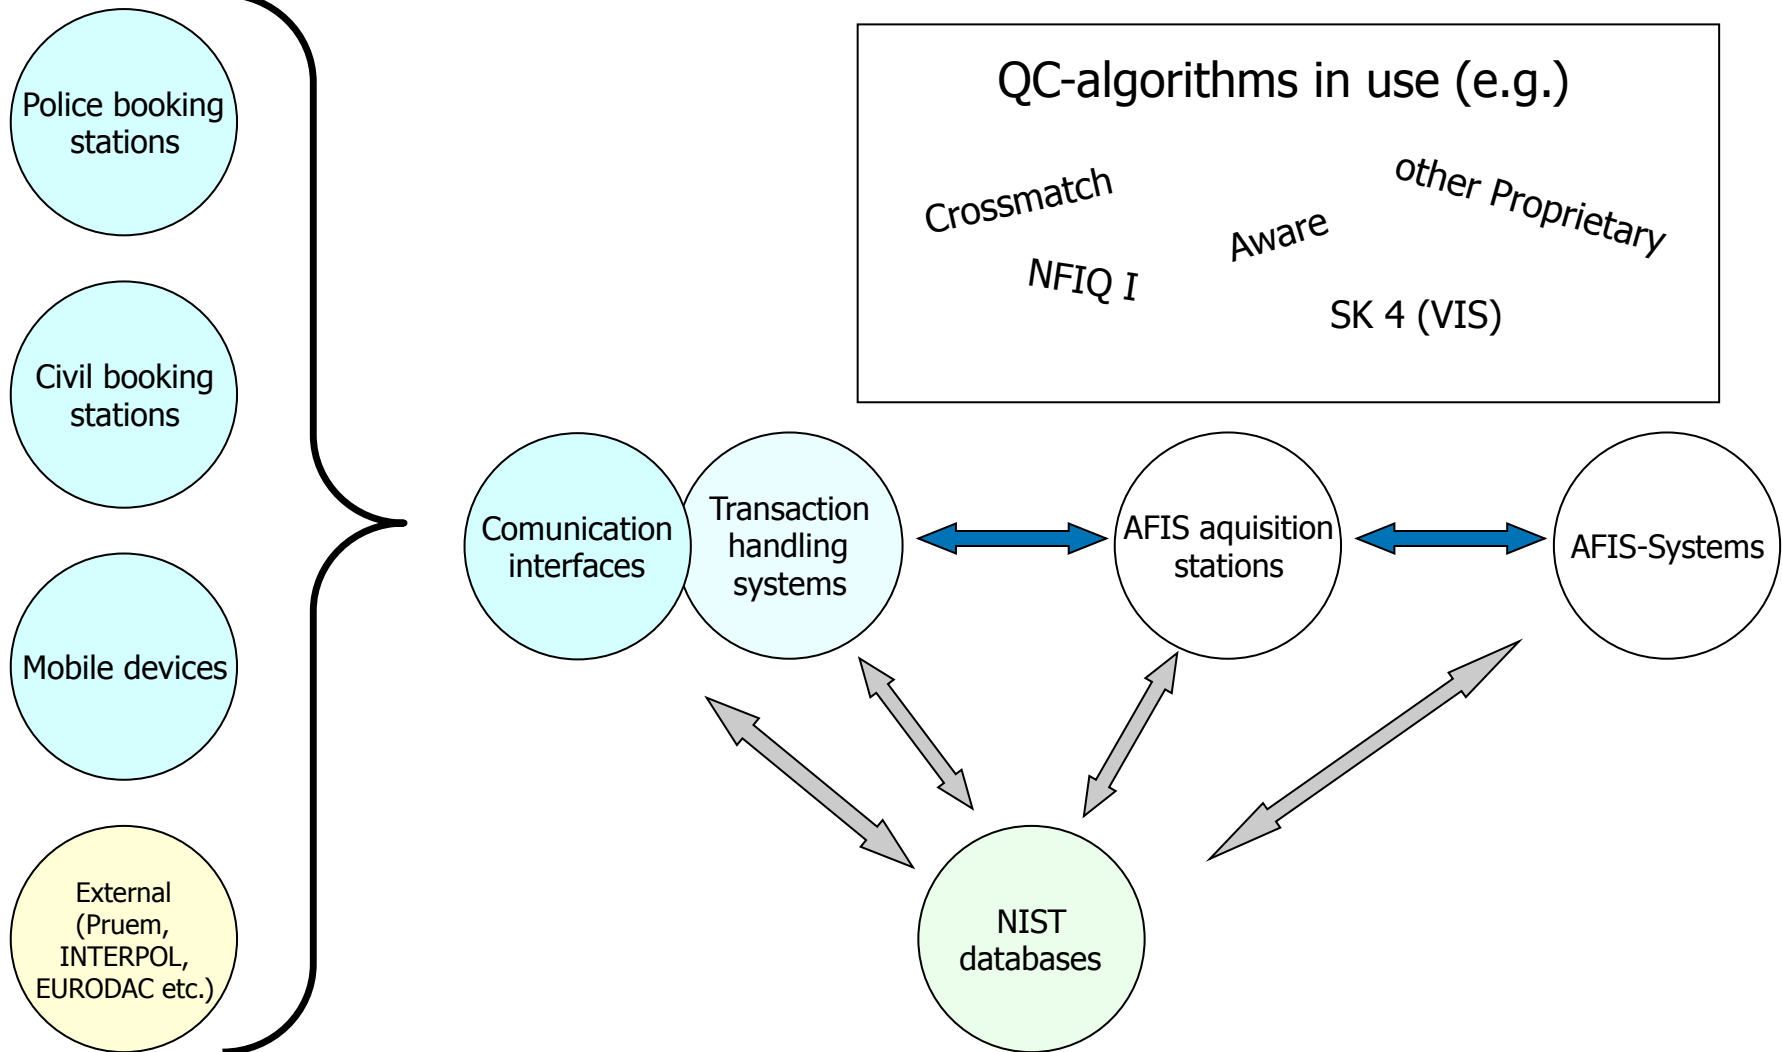 Police booking
stations
Civil booking
stations
Mobile devices
External
(Pruem,
INTERPOL,
EURODAC etc.)
QC-algorithms in use (e.g.)
Crossmatch
NFIQ I
Aware
other Proprietary
SK 4 (VIS)
Comunication
interfaces
Transaction
handling
systems
AFIS aquisition
stations
AFIS-Systems
NIST
databases